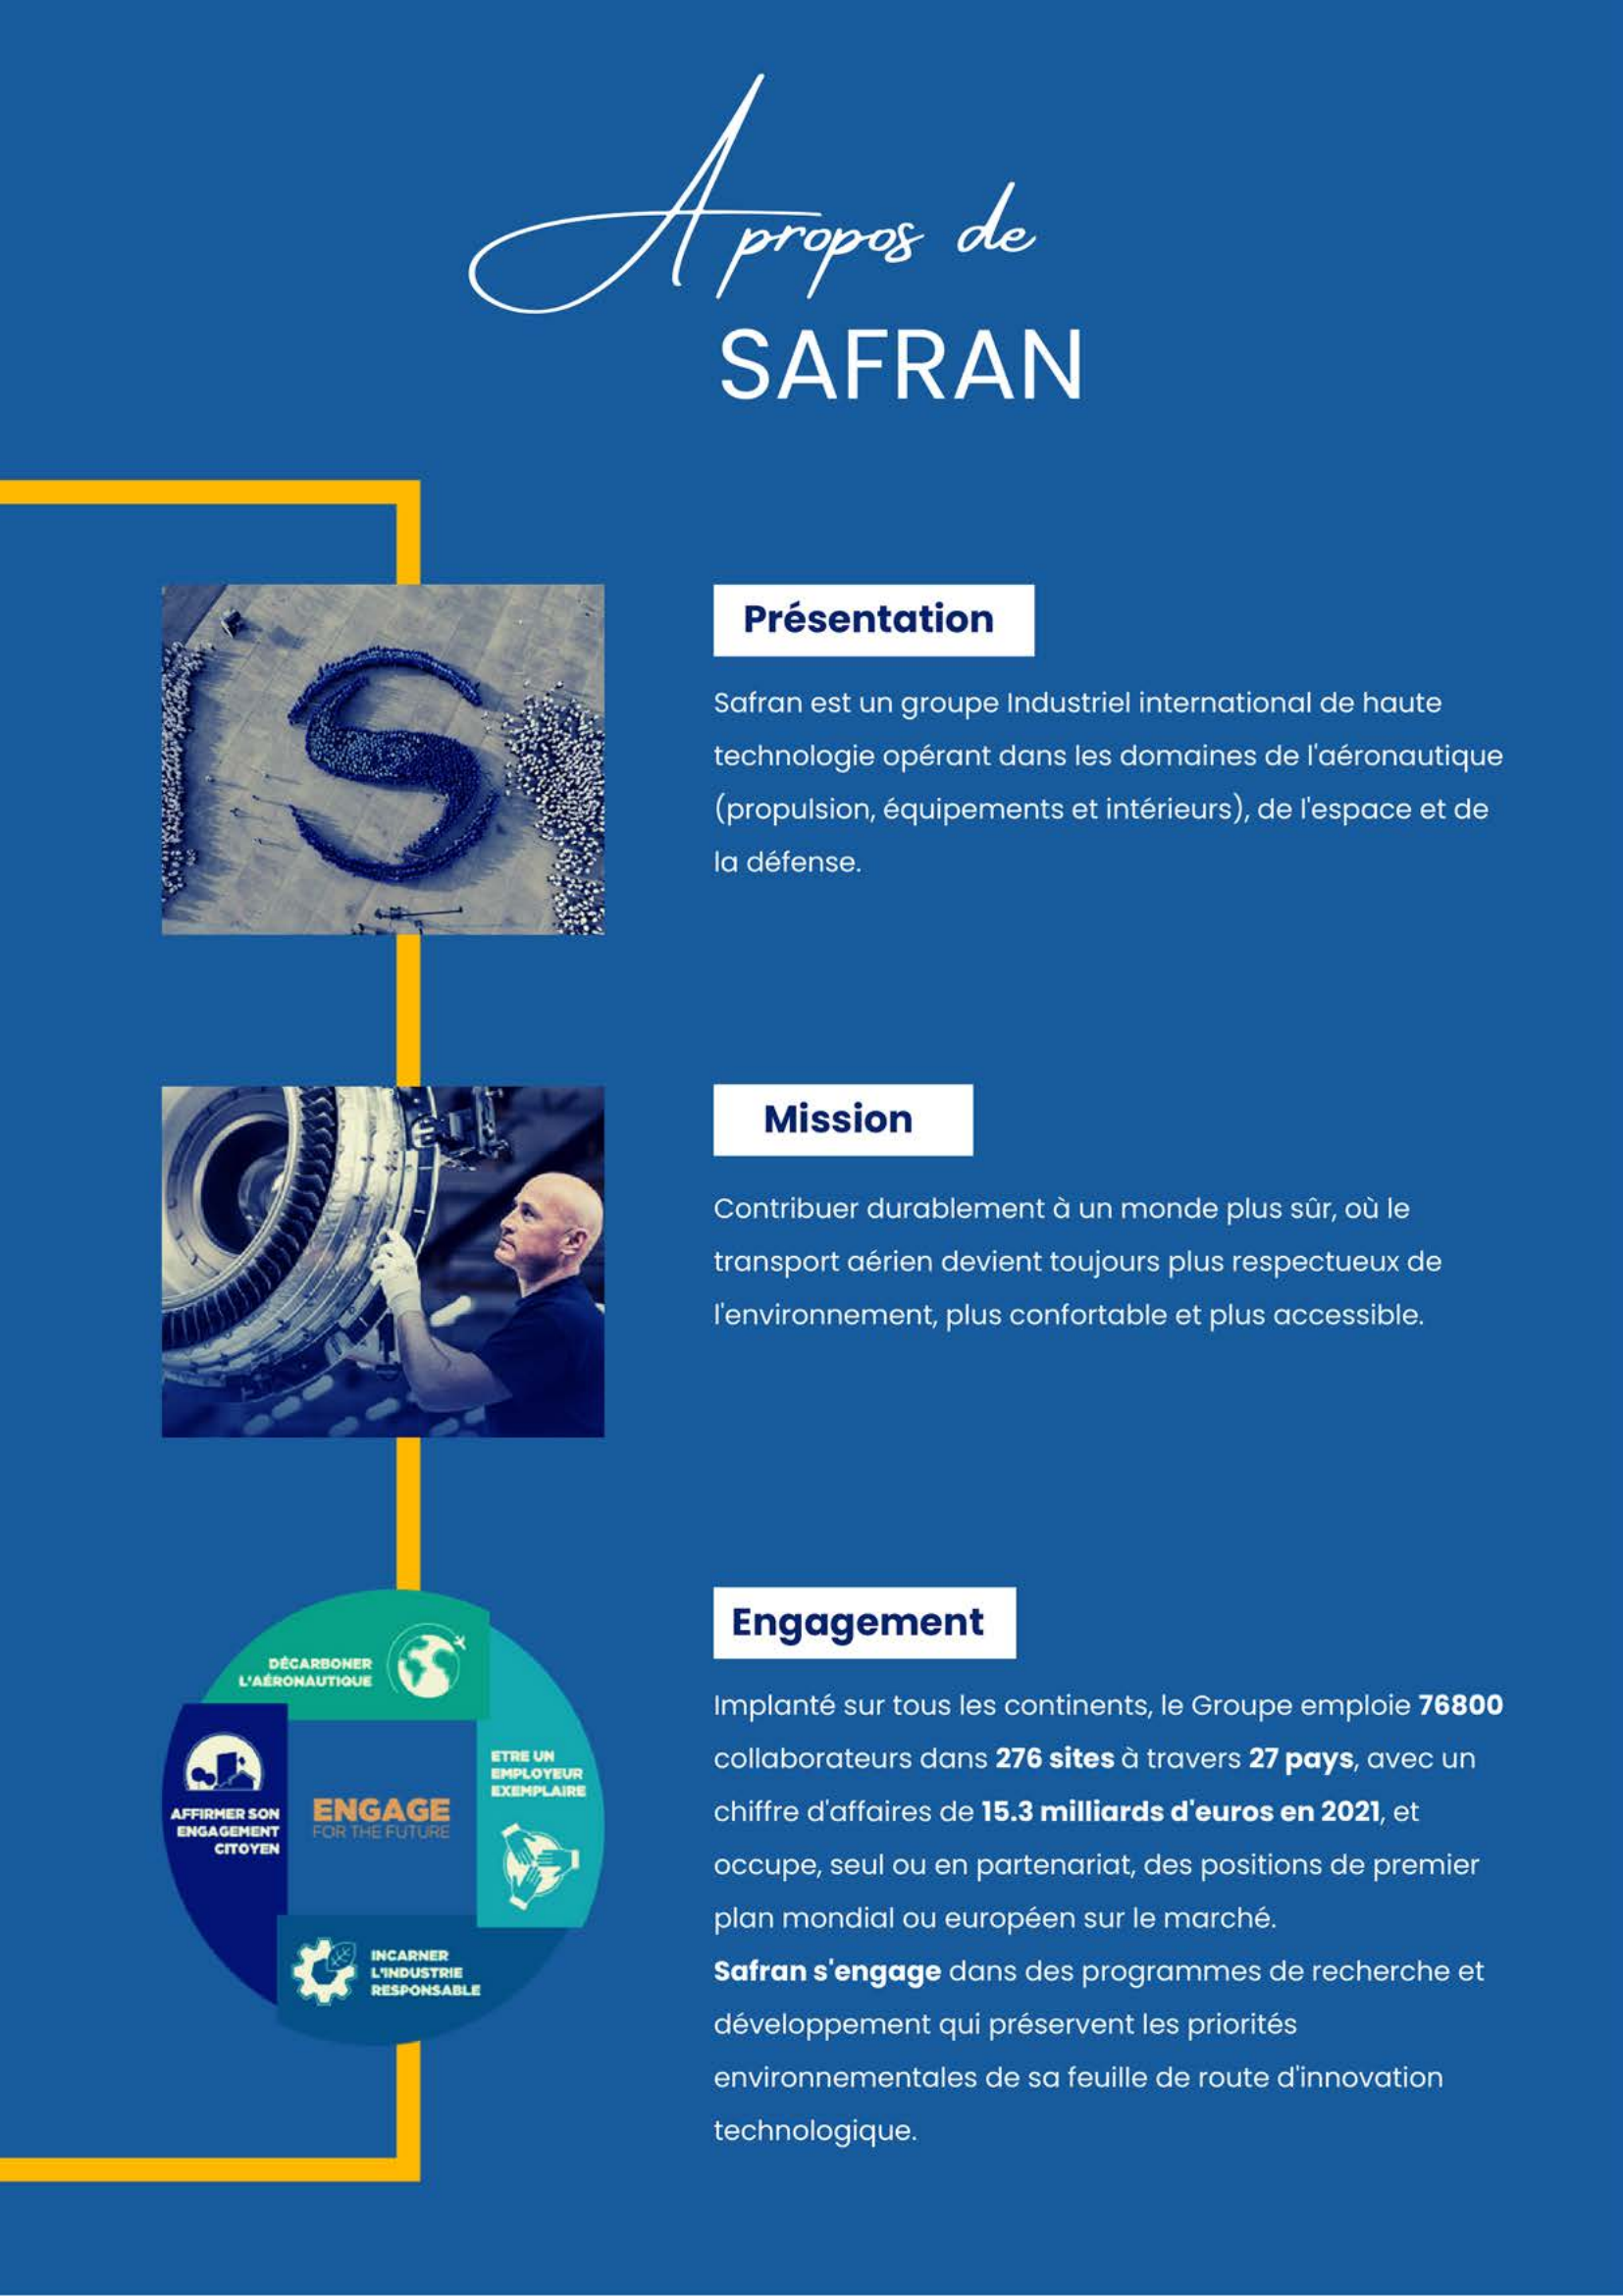 A propos de
SAFRAN
Présentation
Safran est un groupe Industriel international de haute
technologie opérant dans les domaines de l'aéronautique
(propulsion, équipements et intérieurs), de l'espace et de
la défense.
Mission
Contribuer durablement à un monde plus sûr, où le
transport aérien devient toujours plus respectueux de
l'environnement, plus confortable et plus accessible.
DÉCARBONER
L'AÉRONAUTIQUE
ETRE UN
EMPLOYEUR
EXEMPLAIRE
AFFIRMER SON
ENGAGEMENT
CITOYEN
ENGAGE
FOR THE FUTURE
INCARNER
L'INDUSTRIE
RESPONSABLE
Engagement
Implanté sur tous les continents, le Groupe emploie 76800
collaborateurs dans 276 sites à travers 27 pays, avec un
chiffre d'affaires de 15.3 milliards d'euros en 2021, et
occupe, seul ou en partenariat, des positions de premier
plan mondial ou européen sur le marché.
Safran s'engage dans des programmes de recherche et
développement qui préservent les priorités
environnementales de sa feuille de route d'innovation
technologique.